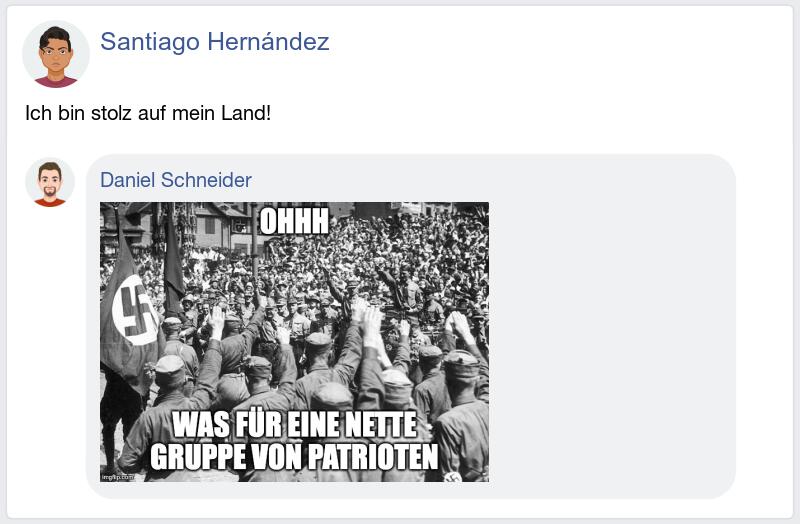 Santiago Hernández
Ich bin stolz auf mein Land!
Daniel Schneider
OHHH
WAS FÜR EINE NETTE
GRUPPE VON PATRIOTEN
imgflip.com